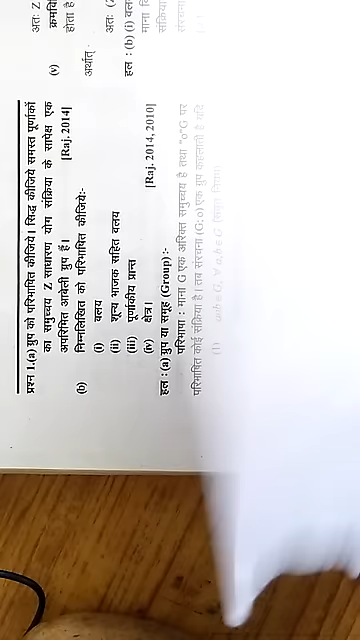 प्रश्न 1.(a) ग्रुप को परिभाषित कीजिये। सिद्ध कीजिये समस्त पूर्णाकों
का समुच्चय Z साधारण योग संक्रिया के सापेक्ष एक
अपरिमित आबेली ग्रुप हैं। [Raj. 2014]
(b) निम्नलिखित को परिभाषित कीजिये:-
(i) वलय
(ii) शून्य भाजक सहित वलय
(iii) पूर्णाकीय प्रान्त
(iv) क्षेत्र। [Raj. 2014, 2010]
हल : (a) ग्रुप या समूह (Group) :-
परिभाषा : माना G एक अरिक्त समुच्चय है तथा "o" G पर
परिभाषित कोई संक्रिया है। तब संरचना (G; o) एक ग्रुप कहलाती है यदि
(1) a o b ∈ G, ∀ a, b ∈ G
अतः Z
(v)
होता है
अर्थात्
अतः
हल : (b) (i)
माना